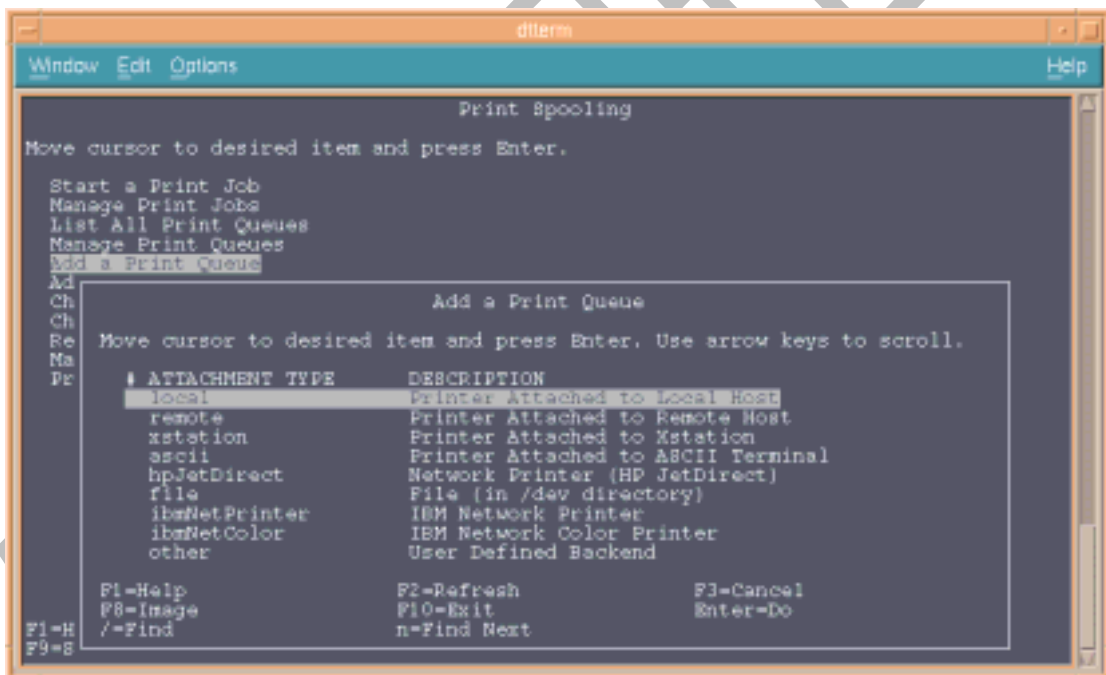 dtterm
Window Edit Options Help
Print Spooling
Move cursor to desired item and press Enter.
Start a Print Job
Manage Print Jobs
List All Print Queues
Manage Print Queues
Add a Print Queue
Ad
Ch
Ch
Re
Ma
Pr
Add a Print Queue
Move cursor to desired item and press Enter. Use arrow keys to scroll.
# ATTACHMENT TYPE DESCRIPTION
local Printer Attached to Local Host
remote Printer Attached to Remote Host
xstation Printer Attached to Xstation
ascii Printer Attached to ASCII Terminal
hpJetDirect Network Printer (HP JetDirect)
file File (in /dev directory)
ibmNetPrinter IBM Network Printer
ibmNetColor IBM Network Color Printer
other User Defined Backend
F1=Help F2=Refresh F3=Cancel
F8=Image F10=Exit Enter=Do
/=Find n=Find Next
F1=H
F9=S